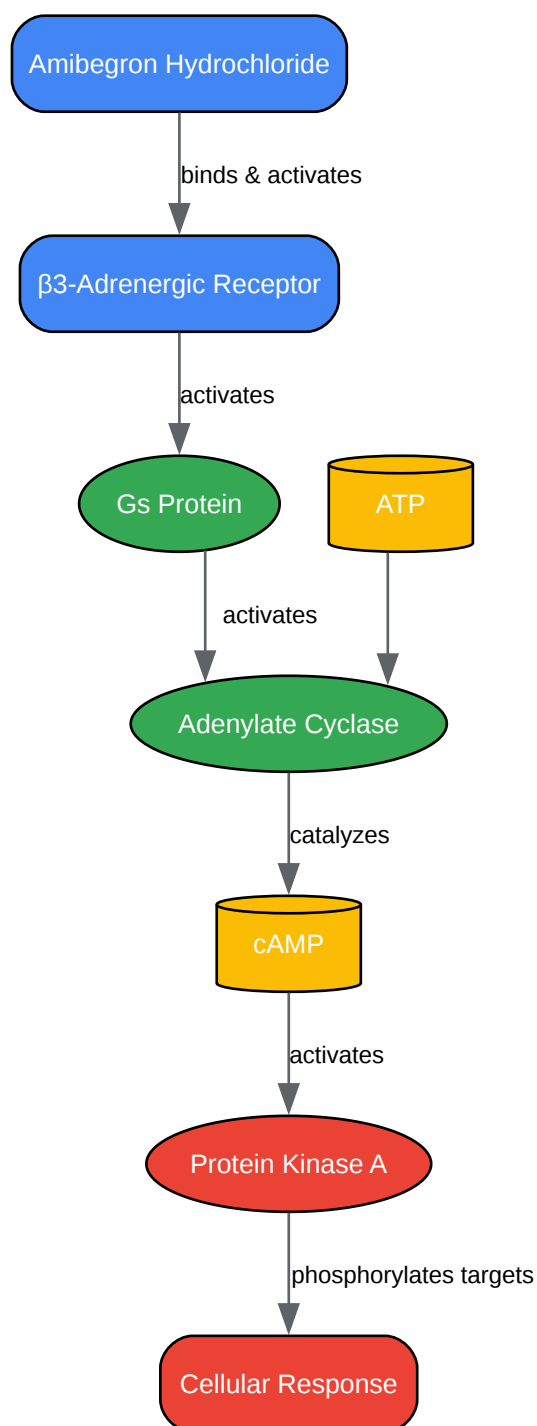 Amibegron Hydrochloride
binds & activates
β3-Adrenergic Receptor
activates
Gs Protein
ATP
activates
Adenylate Cyclase
catalyzes
cAMP
activates
Protein Kinase A
phosphorylates targets
Cellular Response